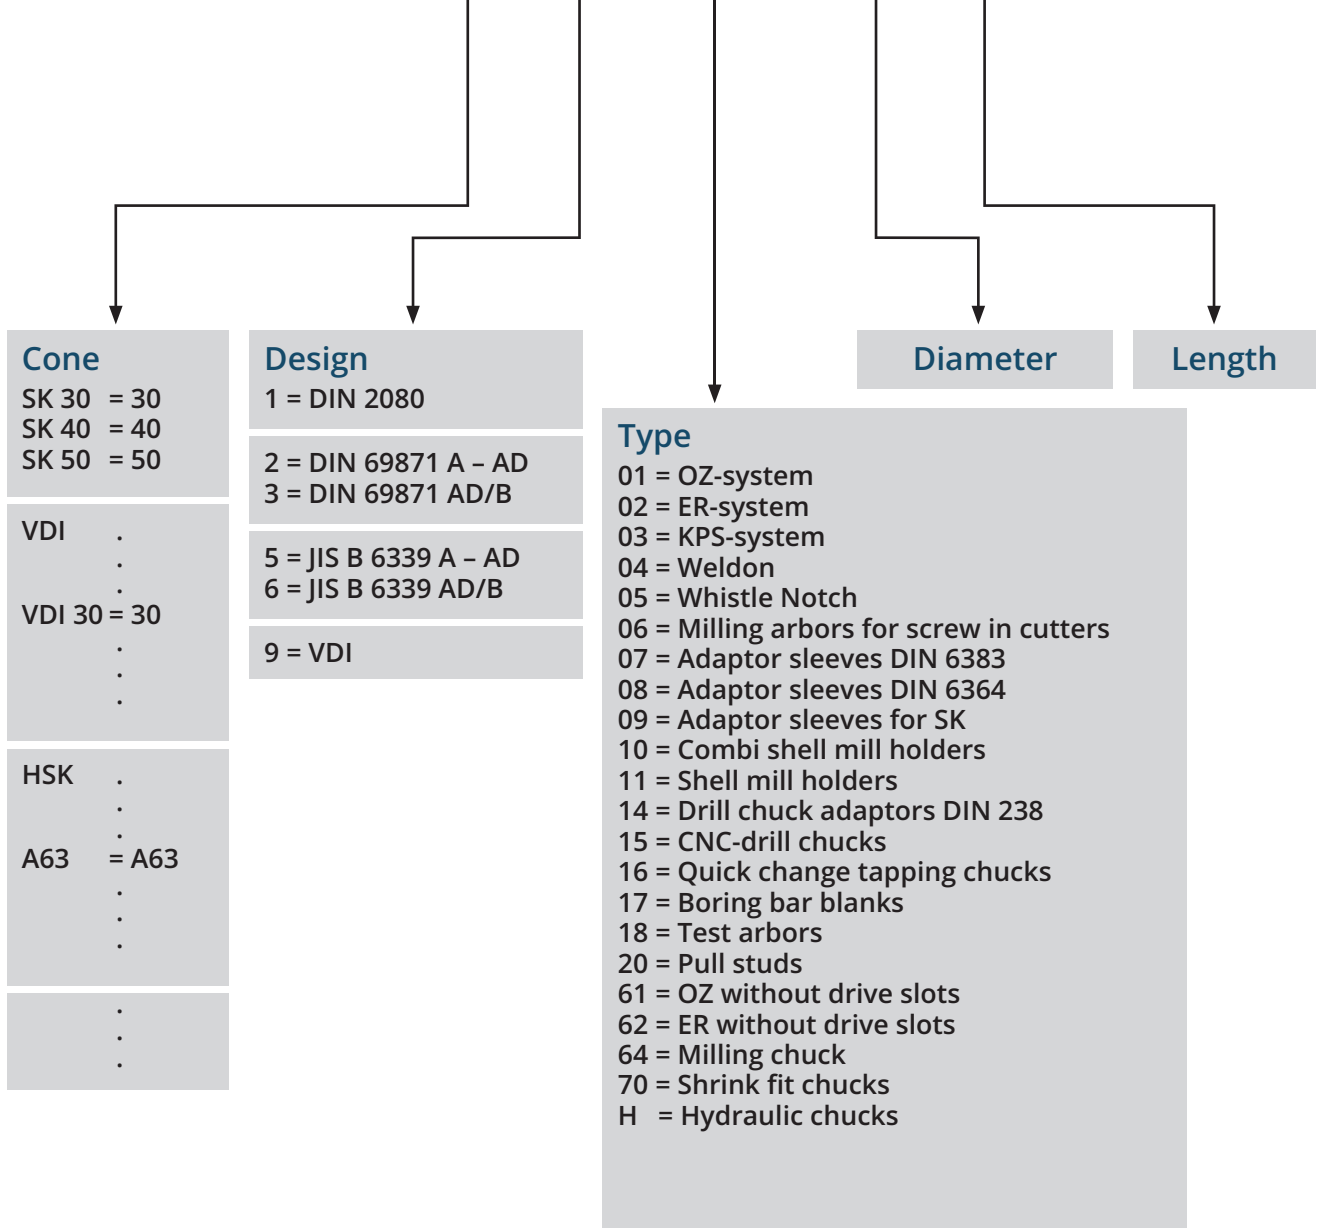 Cone
SK 30 = 30
SK 40 = 40
SK 50 = 50
VDI .
.
.
VDI 30 = 30
.
.
.
HSK .
.
.
A63 = A63
.
.
.
.
.
.
Design
1 = DIN 2080
2 = DIN 69871 A – AD
3 = DIN 69871 AD/B
5 = JIS B 6339 A – AD
6 = JIS B 6339 AD/B
9 = VDI
Type
01 = OZ-system
02 = ER-system
03 = KPS-system
04 = Weldon
05 = Whistle Notch
06 = Milling arbors for screw in cutters
07 = Adaptor sleeves DIN 6383
08 = Adaptor sleeves DIN 6364
09 = Adaptor sleeves for SK
10 = Combi shell mill holders
11 = Shell mill holders
14 = Drill chuck adaptors DIN 238
15 = CNC-drill chucks
16 = Quick change tapping chucks
17 = Boring bar blanks
18 = Test arbors
20 = Pull studs
61 = OZ without drive slots
62 = ER without drive slots
64 = Milling chuck
70 = Shrink fit chucks
H = Hydraulic chucks
Diameter
Length